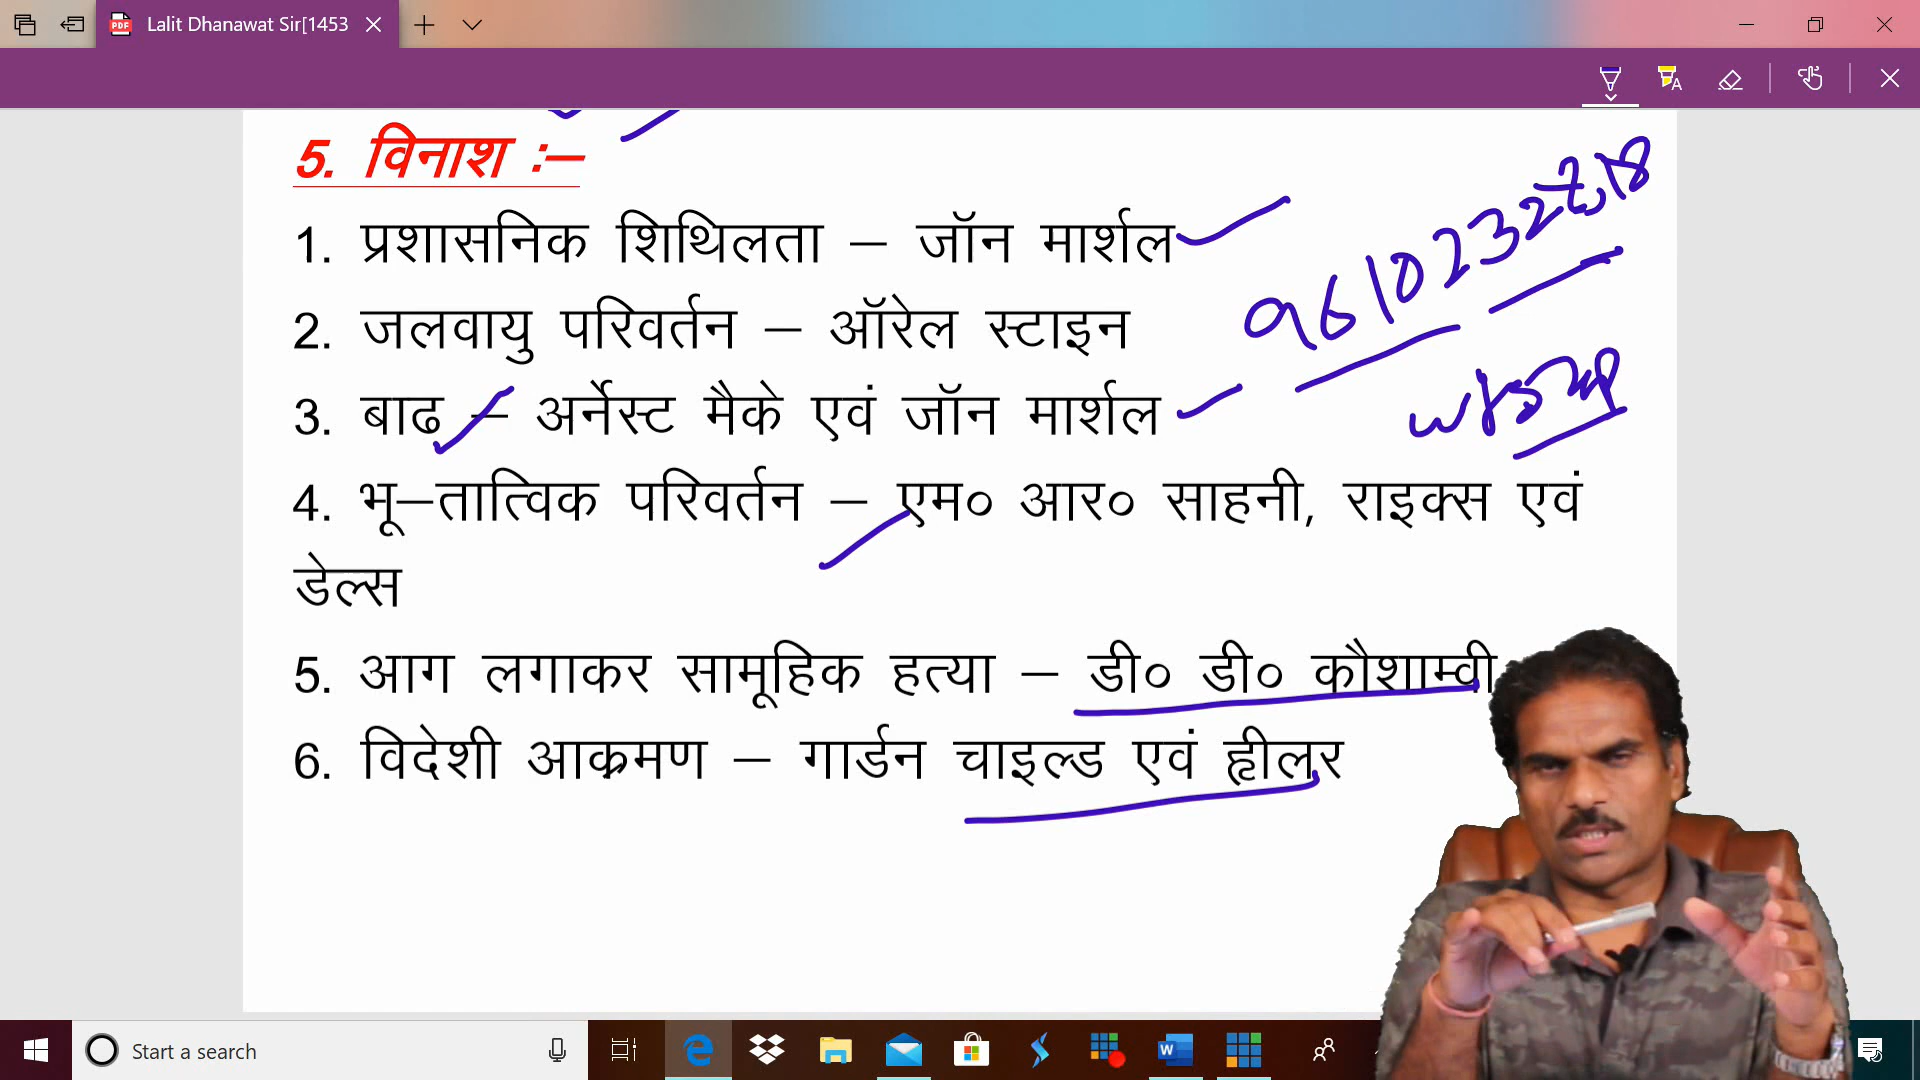 Lalit Dhanawat Sir[1453
5. विनाश :–
1. प्रशासनिक शिथिलता – जॉन मार्शल
2. जलवायु परिवर्तन – ऑरेल स्टाइन
3. बाढ – अर्नेस्ट मैके एवं जॉन मार्शल
4. भू–तात्विक परिवर्तन – एम० आर० साहनी, राइक्स एवं
डेल्स
5. आग लगाकर सामूहिक हत्या – डी० डी० कौशाम्वी
6. विदेशी आक्रमण – गार्डन चाइल्ड एवं ह्वीलर
Start a search